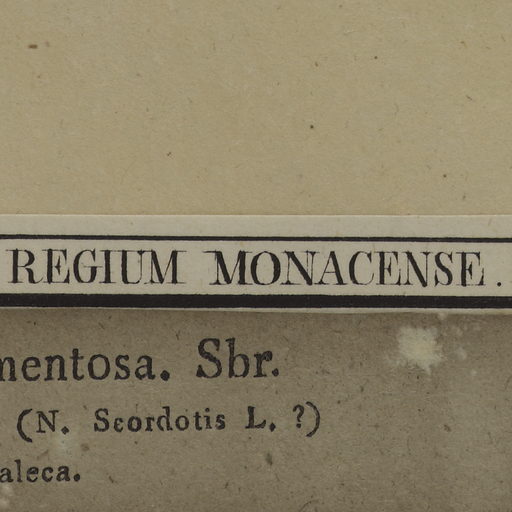 REGIUM MONACENSE.
mentosa. Sbr.
(N. Scordotis L. ?)
aleca.